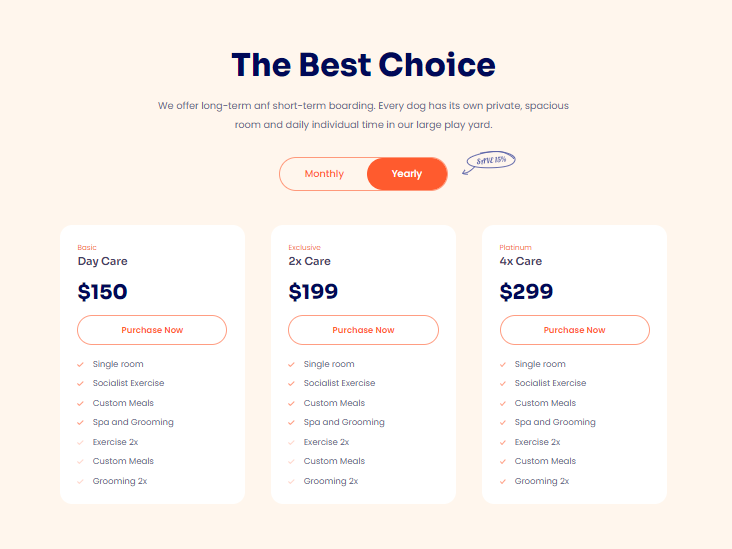 The Best Choice
We offer long-term anf short-term boarding. Every dog has its own private, spacious
room and daily individual time in our large play yard.
Monthly
Yearly
SAVE 15%
Basic
Day Care
$150
Purchase Now
Single room
Socialist Exercise
Custom Meals
Spa and Grooming
Exercise 2x
Custom Meals
Grooming 2x
Exclusive
2x Care
$199
Purchase Now
Single room
Socialist Exercise
Custom Meals
Spa and Grooming
Exercise 2x
Custom Meals
Grooming 2x
Platinum
4x Care
$299
Purchase Now
Single room
Socialist Exercise
Custom Meals
Spa and Grooming
Exercise 2x
Custom Meals
Grooming 2x